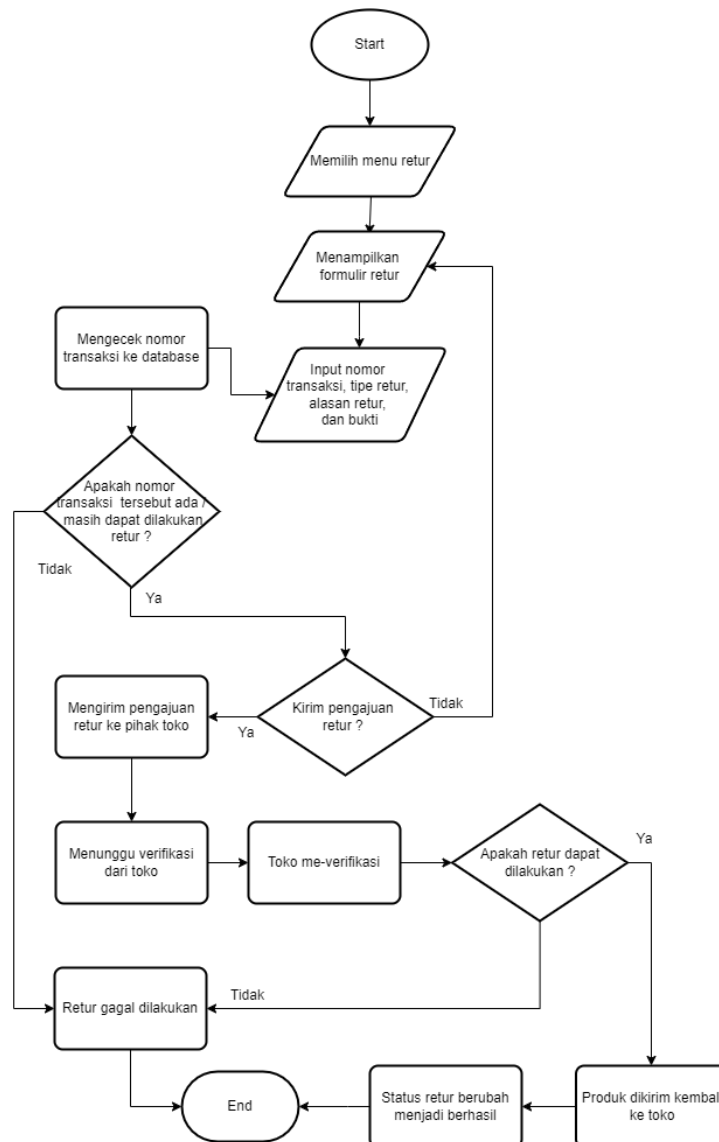 Start
Memilih menu retur
Menampilkan
formulir retur
Mengecek nomor
transaksi ke database
Input nomor
transaksi, tipe retur,
alasan retur,
dan bukti
Apakah nomor
transaksi tersebut ada /
masih dapat dilakukan
retur ?
Tidak
Ya
Kirim pengajuan
retur ?
Tidak
Ya
Mengirim pengajuan
retur ke pihak toko
Menunggu verifikasi
dari toko
Toko me-verifikasi
Apakah retur dapat
dilakukan ?
Ya
Tidak
Retur gagal dilakukan
End
Status retur berubah
menjadi berhasil
Produk dikirim kembal
ke toko